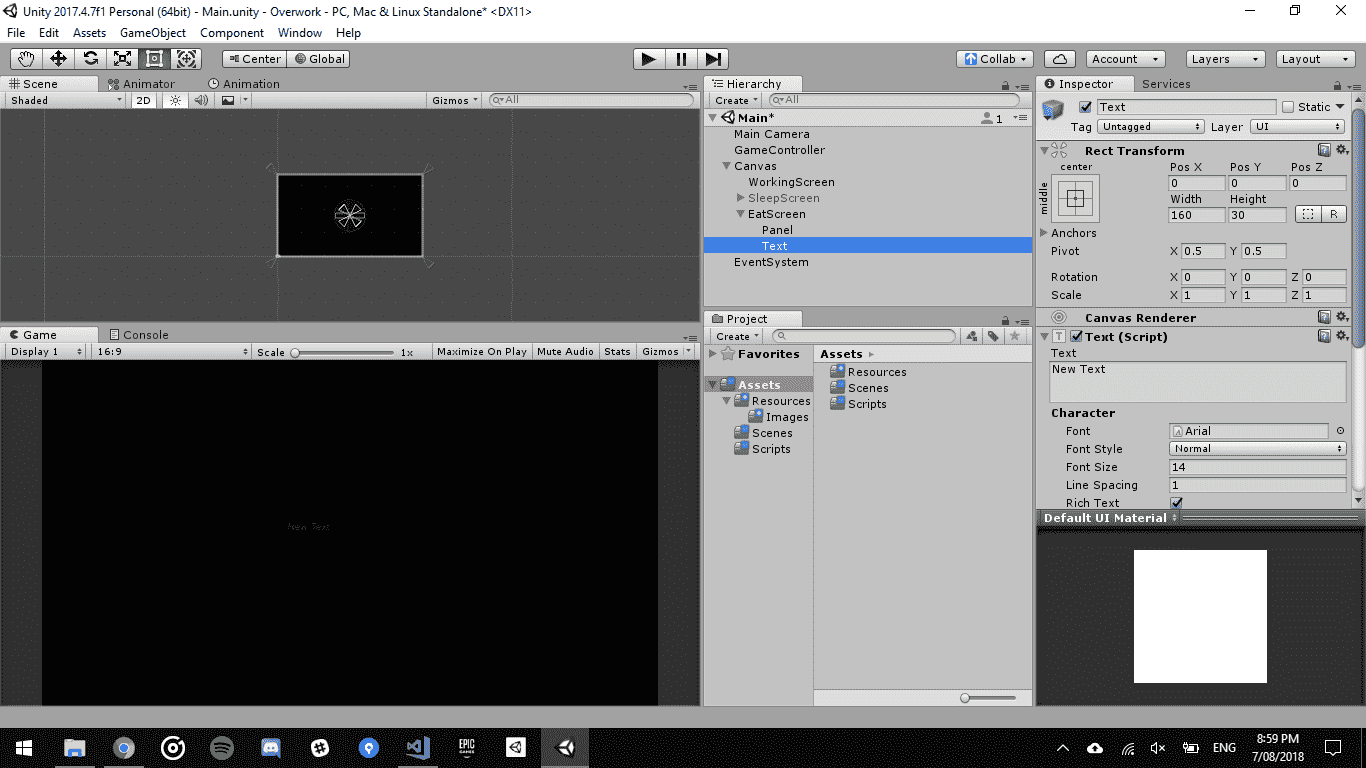 Unity 2017.4.7f1 Personal (64bit) - Main.unity - Overwork - PC, Mac & Linux Standalone* <DX11>
File Edit Assets GameObject Component Window Help
Center Global Collab Account Layers Layout
Scene Animator Animation
Shaded 2D Gizmos All
Hierarchy
Create All
Main* 1
Main Camera
GameController
Canvas
WorkingScreen
SleepScreen
EatScreen
Panel
Text
EventSystem
Inspector Services
Text Static
Tag Untagged Layer UI
Rect Transform
center Pos X Pos Y Pos Z
middle
0 0 0
Width Height
160 30 R
Anchors
Pivot X 0.5 Y 0.5
Rotation X 0 Y 0 Z 0
Scale X 1 Y 1 Z 1
Canvas Renderer
Text (Script)
Text
New Text
Character
Font Arial
Font Style Normal
Font Size 14
Line Spacing 1
Rich Text
Default UI Material
Game Console
Display 1 16:9 Scale 1x Maximize On Play Mute Audio Stats Gizmos
New Text
Project
Create
Favorites
Assets
Resources
Images
Scenes
Scripts
Assets
Resources
Scenes
Scripts
EPIC
GAMES
ENG
8:59 PM
7/08/2018